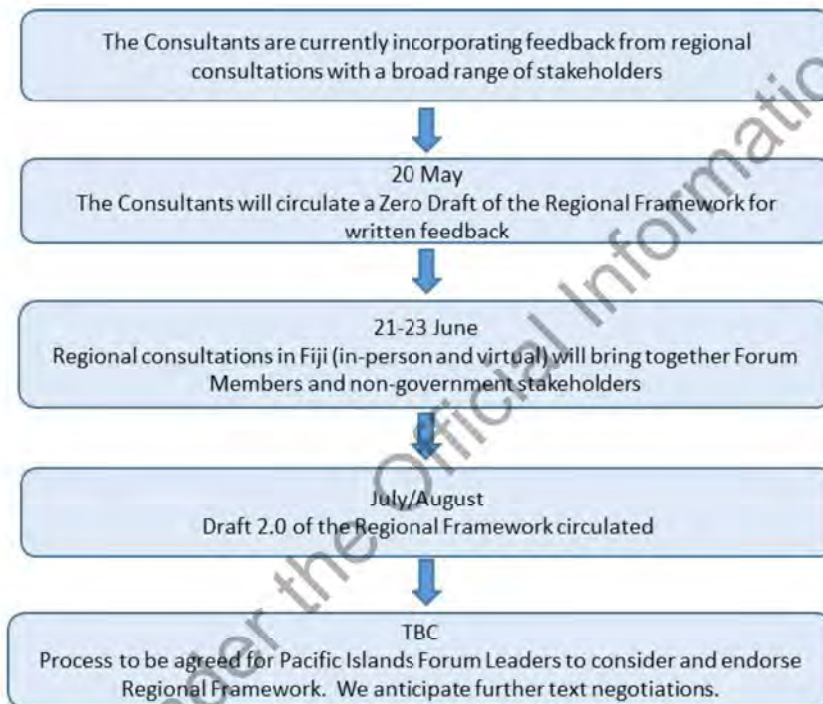 The Consultants are currently incorporating feedback from regional
consultations with a broad range of stakeholders
20 May
The Consultants will circulate a Zero Draft of the Regional Framework for
written feedback
21-23 June
Regional consultations in Fiji (in-person and virtual) will bring together Forum
Members and non-government stakeholders
July/August
Draft 2.0 of the Regional Framework circulated
TBC
Process to be agreed for Pacific Islands Forum Leaders to consider and endorse
Regional Framework. We anticipate further text negotiations.
the Official Information